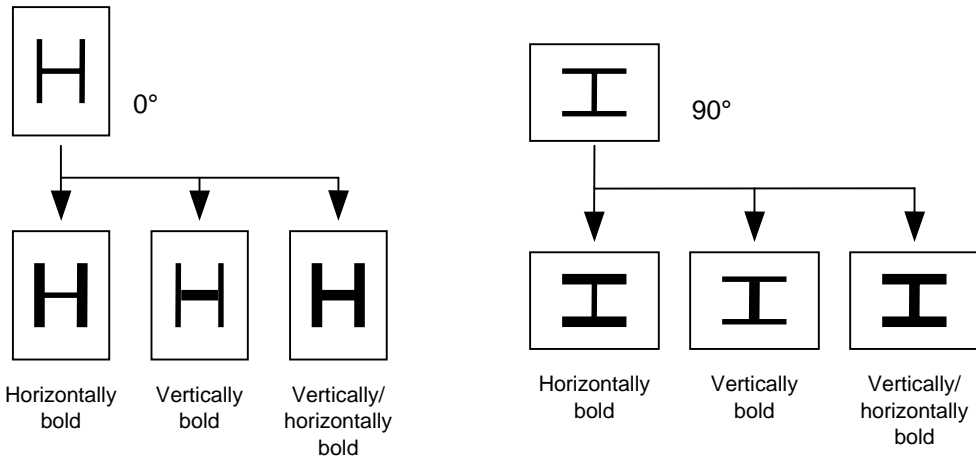 H
0°
H
H
H
Horizontally
bold
Vertically
bold
Vertically/
horizontally
bold
H
90°
H
H
H
Horizontally
bold
Vertically
bold
Vertically/
horizontally
bold